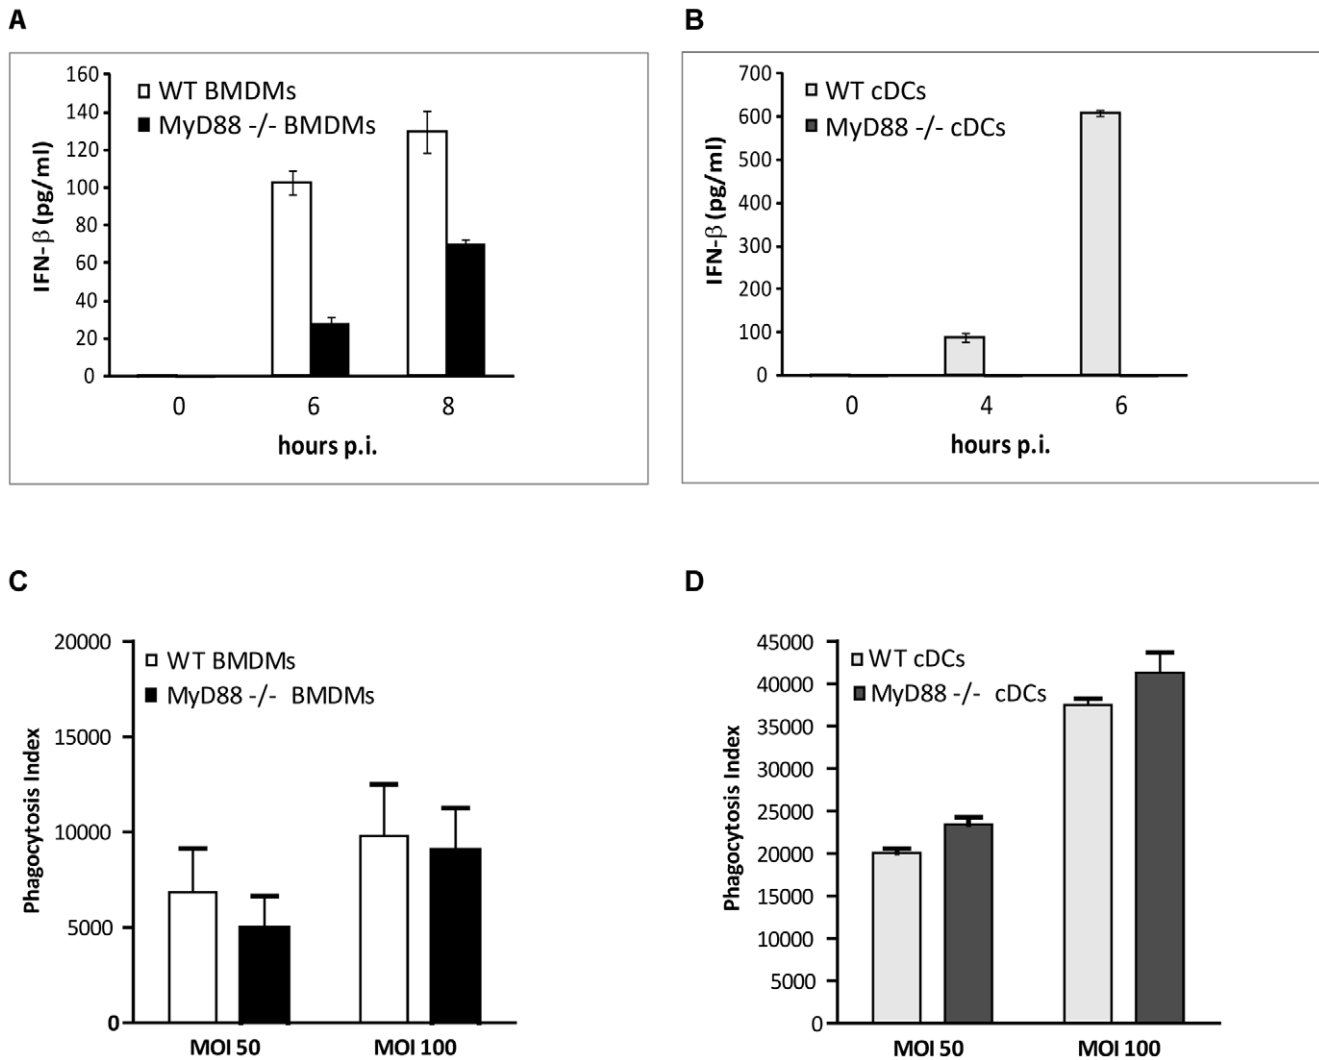 A
160
140
120
100
80
60
40
20
0
IFN-β (pg/ml)
WT BMDMs
MyD88 -/- BMDMs
0 6 8
hours p.i.
B
700
600
500
400
300
200
100
0
IFN-β (pg/ml)
WT cDCs
MyD88 -/- cDCs
0 4 6
hours p.i.
C
20000
15000
10000
5000
0
Phagocytosis Index
WT BMDMs
MyD88 -/- BMDMs
MOI 50 MOI 100
D
45000
40000
35000
30000
25000
20000
15000
10000
5000
0
Phagocytosis Index
WT cDCs
MyD88 -/- cDCs
MOI 50 MOI 100